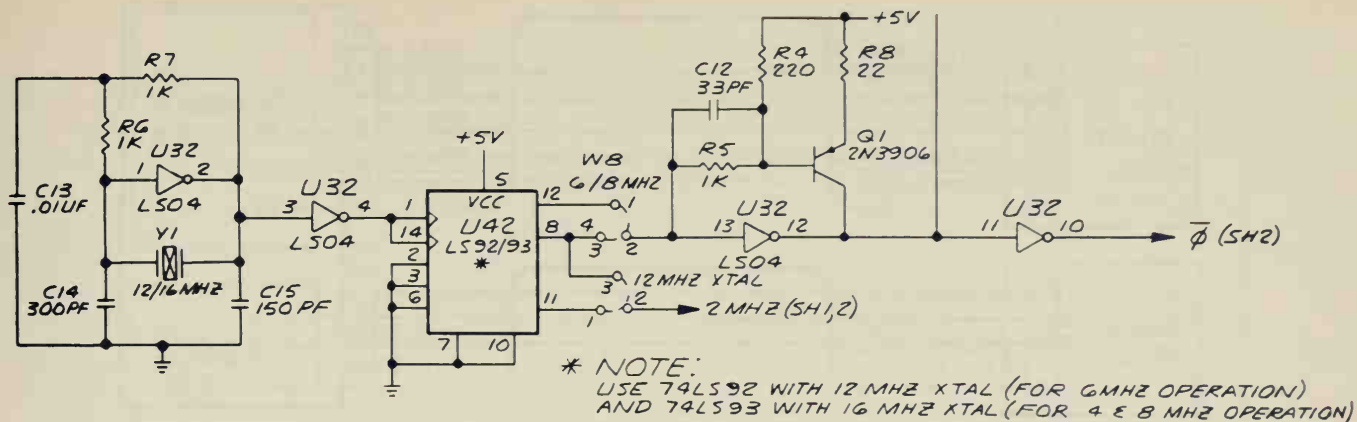 R7
1K
R6
1K
1
U32
2
LS04
C13
.01UF
Y1
12/16MHZ
C14
300PF
C15
150PF
3
U32
4
LS04
+5V
5
VCC
U42
LS92/93
*
1
14
2
3
6
7
10
12
8
11
W8
6/8MHZ
1
4
3
2
3
12MHZ XTAL
1
2
2MHZ (SH1,2)
C12
33PF
R4
220
R8
22
+5V
R5
1K
Q1
2N3906
13
U32
12
LS04
11
U32
10
φ̅ (SH2)
* NOTE:
USE 74LS92 WITH 12 MHZ XTAL (FOR 6MHZ OPERATION)
AND 74LS93 WITH 16 MHZ XTAL (FOR 4 & 8 MHZ OPERATION)